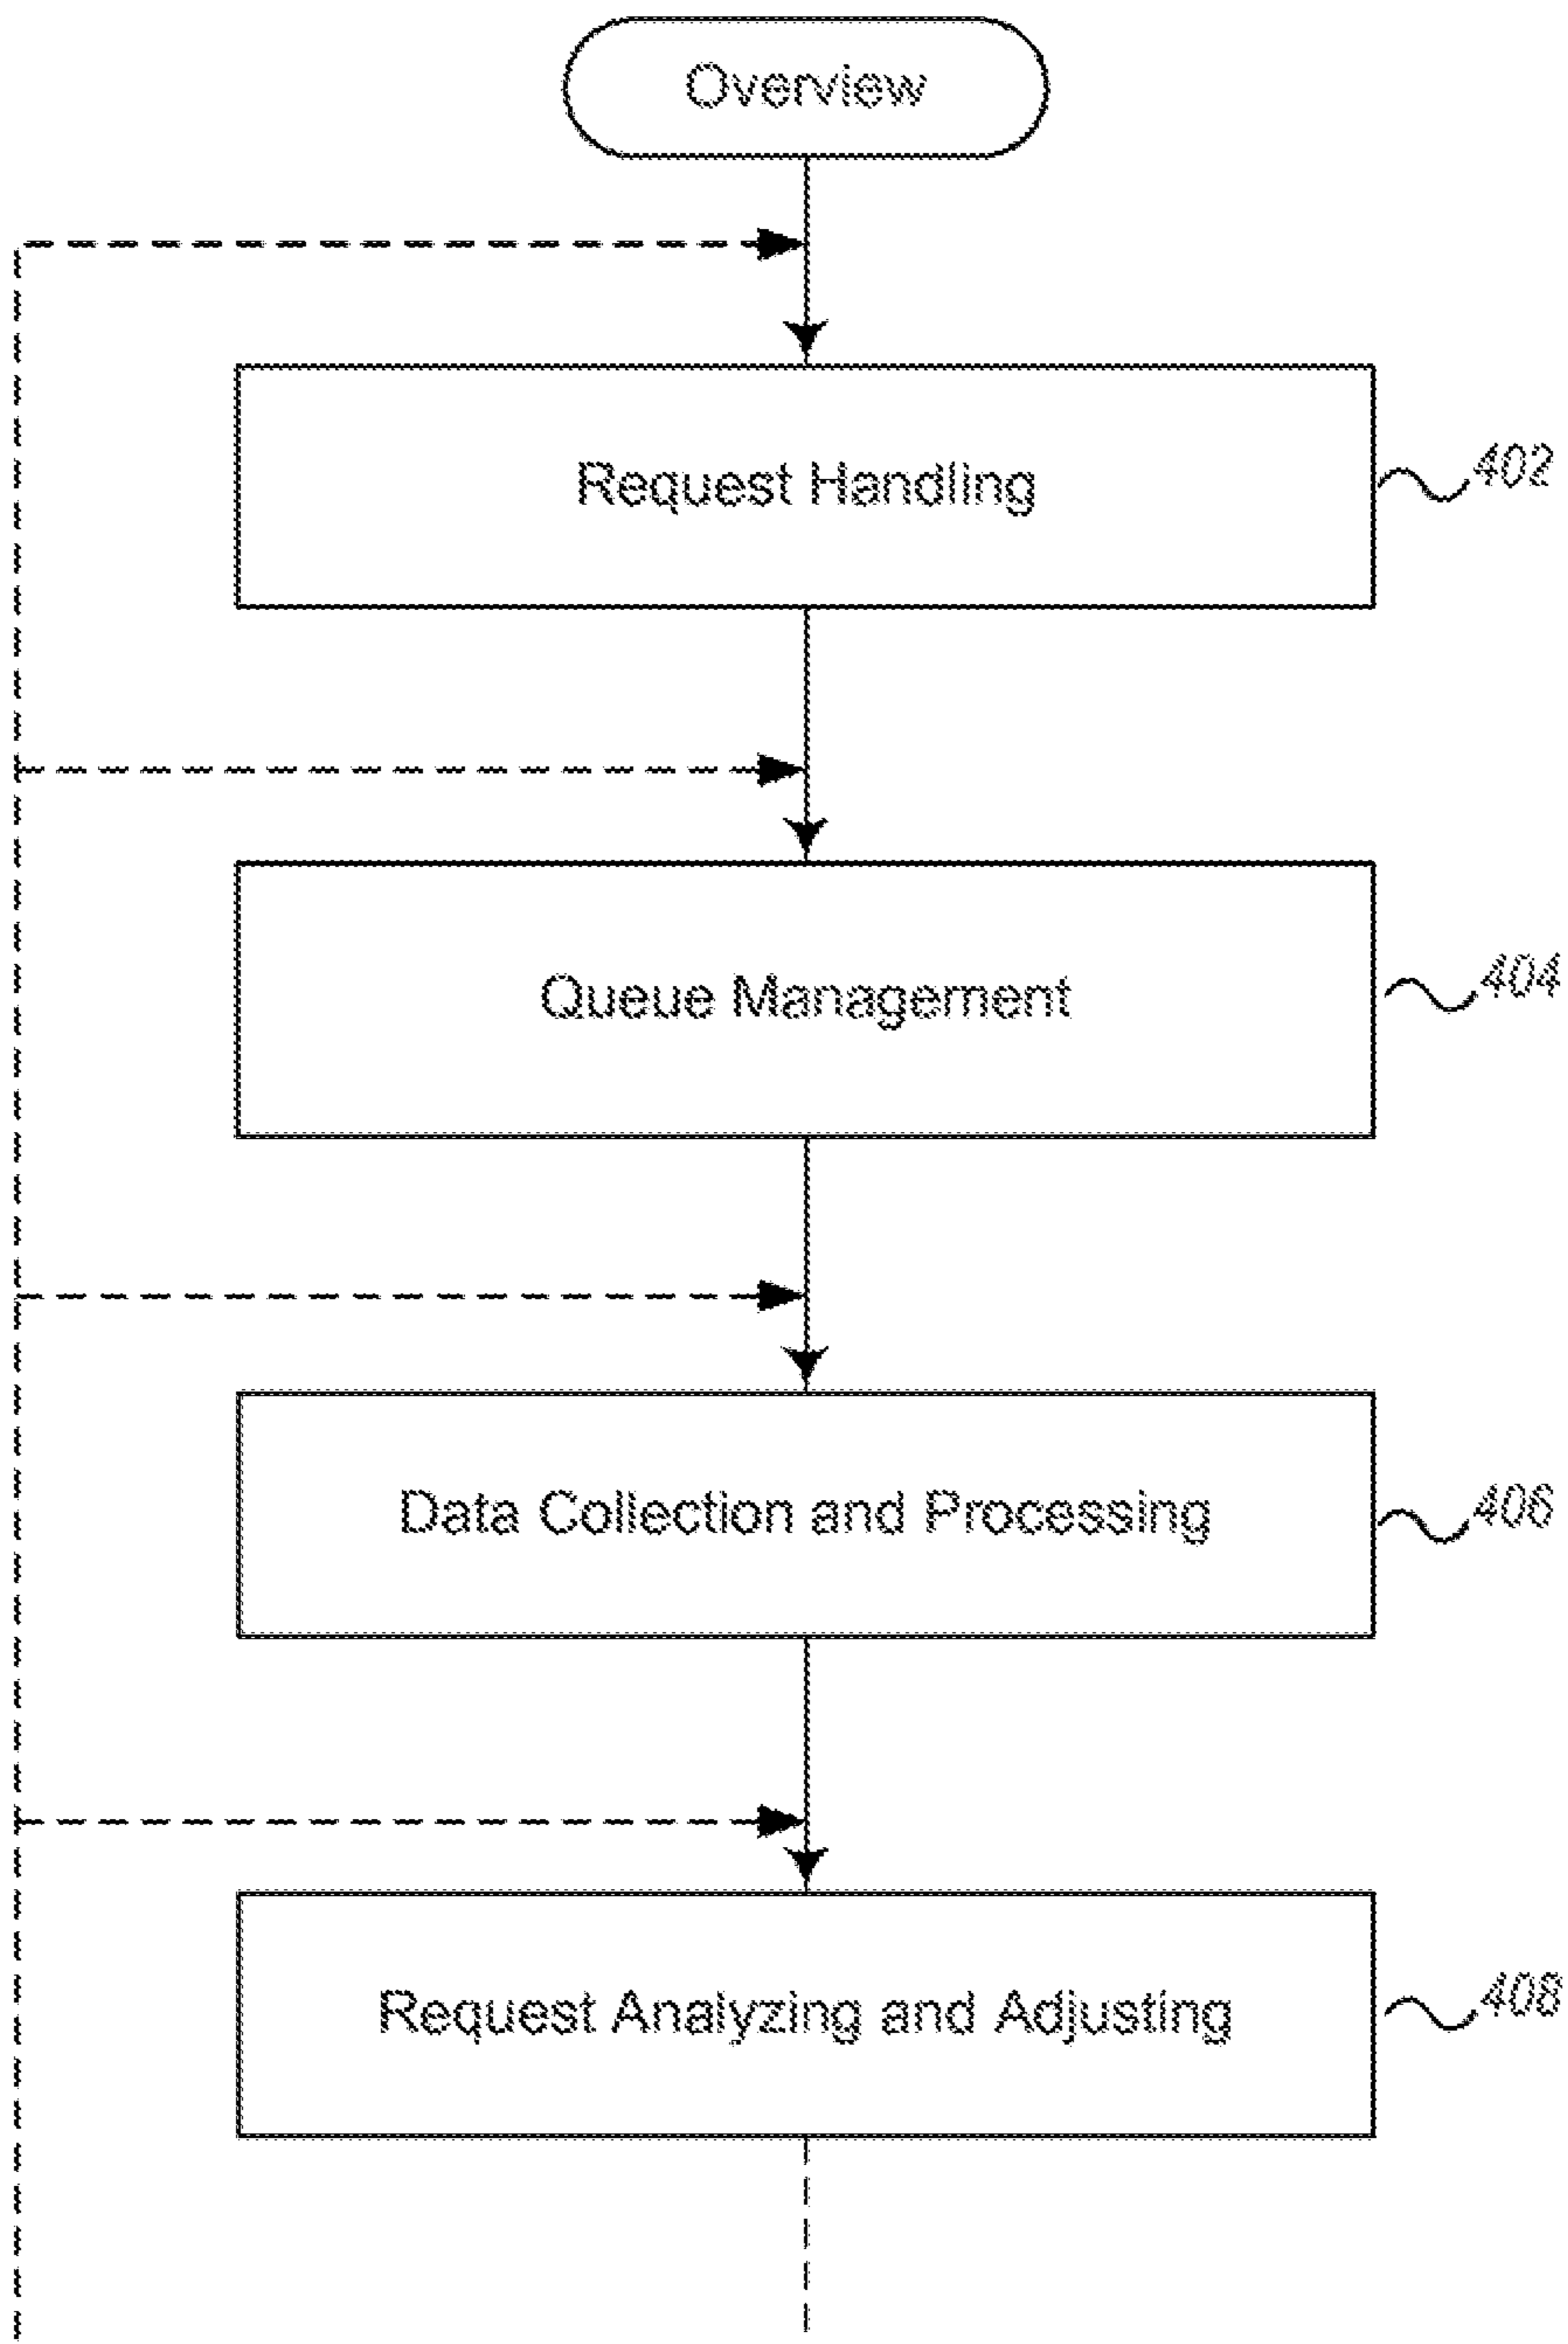 Overview
Request Handling
402
Queue Management
404
Data Collection and Processing
406
Request Analyzing and Adjusting
408